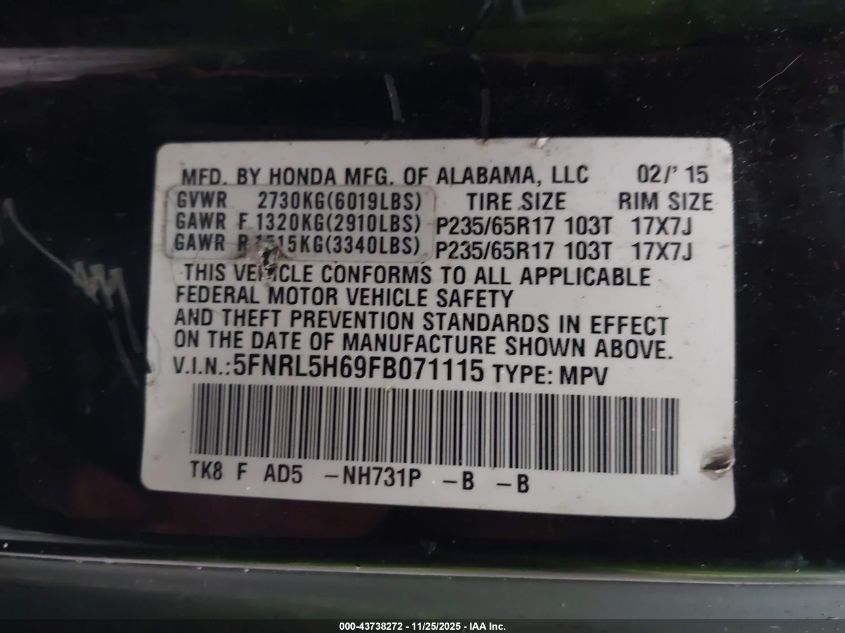 MFD. BY HONDA MFG. OF ALABAMA, LLC 02/'15
GVWR 2730KG(6019LBS) TIRE SIZE RIM SIZE
GAWR F 1320KG(2910LBS) P235/65R17 103T 17X7J
GAWR R 1515KG(3340LBS) P235/65R17 103T 17X7J
THIS VEHICLE CONFORMS TO ALL APPLICABLE
FEDERAL MOTOR VEHICLE SAFETY
AND THEFT PREVENTION STANDARDS IN EFFECT
ON THE DATE OF MANUFACTURE SHOWN ABOVE.
V.I.N.:5FNRL5H69FB071115 TYPE: MPV
TK8 F AD5 -NH731P -B -B
000-43738272 - 11/25/2025 - IAA Inc.